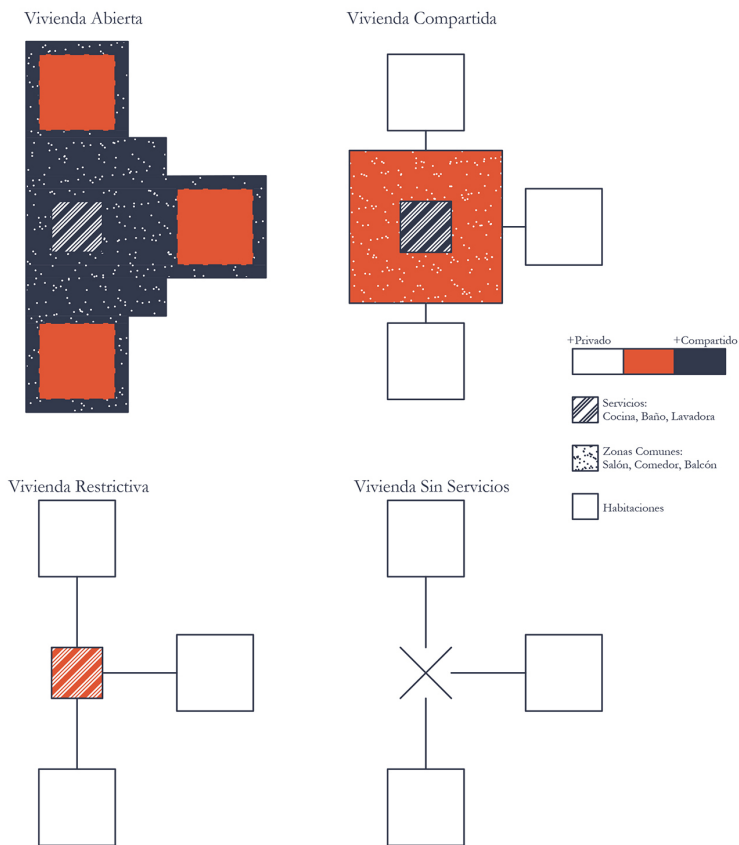 Vivienda Abierta
Vivienda Compartida
+Privado
+Compartido
Servicios:
Cocina, Baño, Lavadora
Zonas Comunes:
Salón, Comedor, Balcón
Habitaciones
Vivienda Restrictiva
Vivienda Sin Servicios